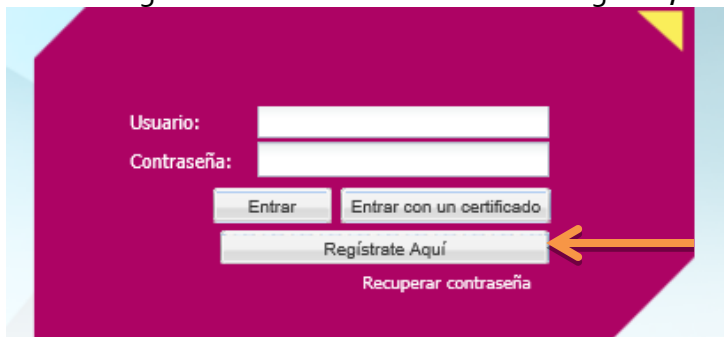 Usuario:
Contraseña:
Entrar Entrar con un certificado
Regístrate Aquí
Recuperar contraseña